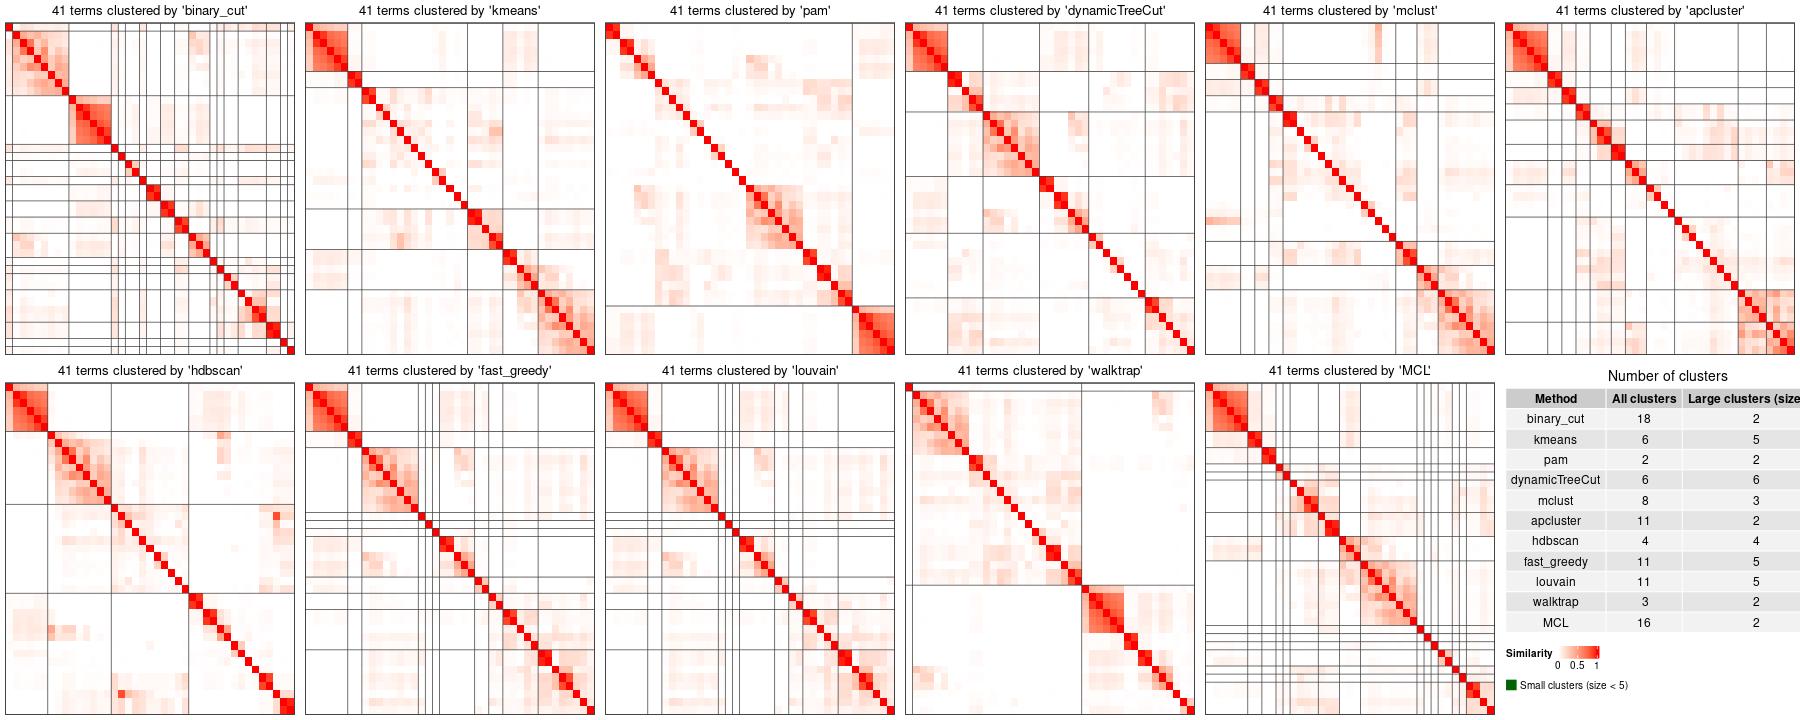 41 terms clustered by 'binary_cut'
41 terms clustered by 'kmeans'
41 terms clustered by 'pam'
41 terms clustered by 'dynamicTreeCut'
41 terms clustered by 'mclust'
41 terms clustered by 'apcluster'
41 terms clustered by 'hdbscan'
41 terms clustered by 'fast_greedy'
41 terms clustered by 'louvain'
41 terms clustered by 'walktrap'
41 terms clustered by 'MCL'
Number of clusters
Method All clusters Large clusters (size
binary_cut 18 2
kmeans 6 5
pam 2 2
dynamicTreeCut 6 6
mclust 8 3
apcluster 11 2
hdbscan 4 4
fast_greedy 11 5
louvain 11 5
walktrap 3 2
MCL 16 2
Similarity
0 0.5 1
Small clusters (size < 5)